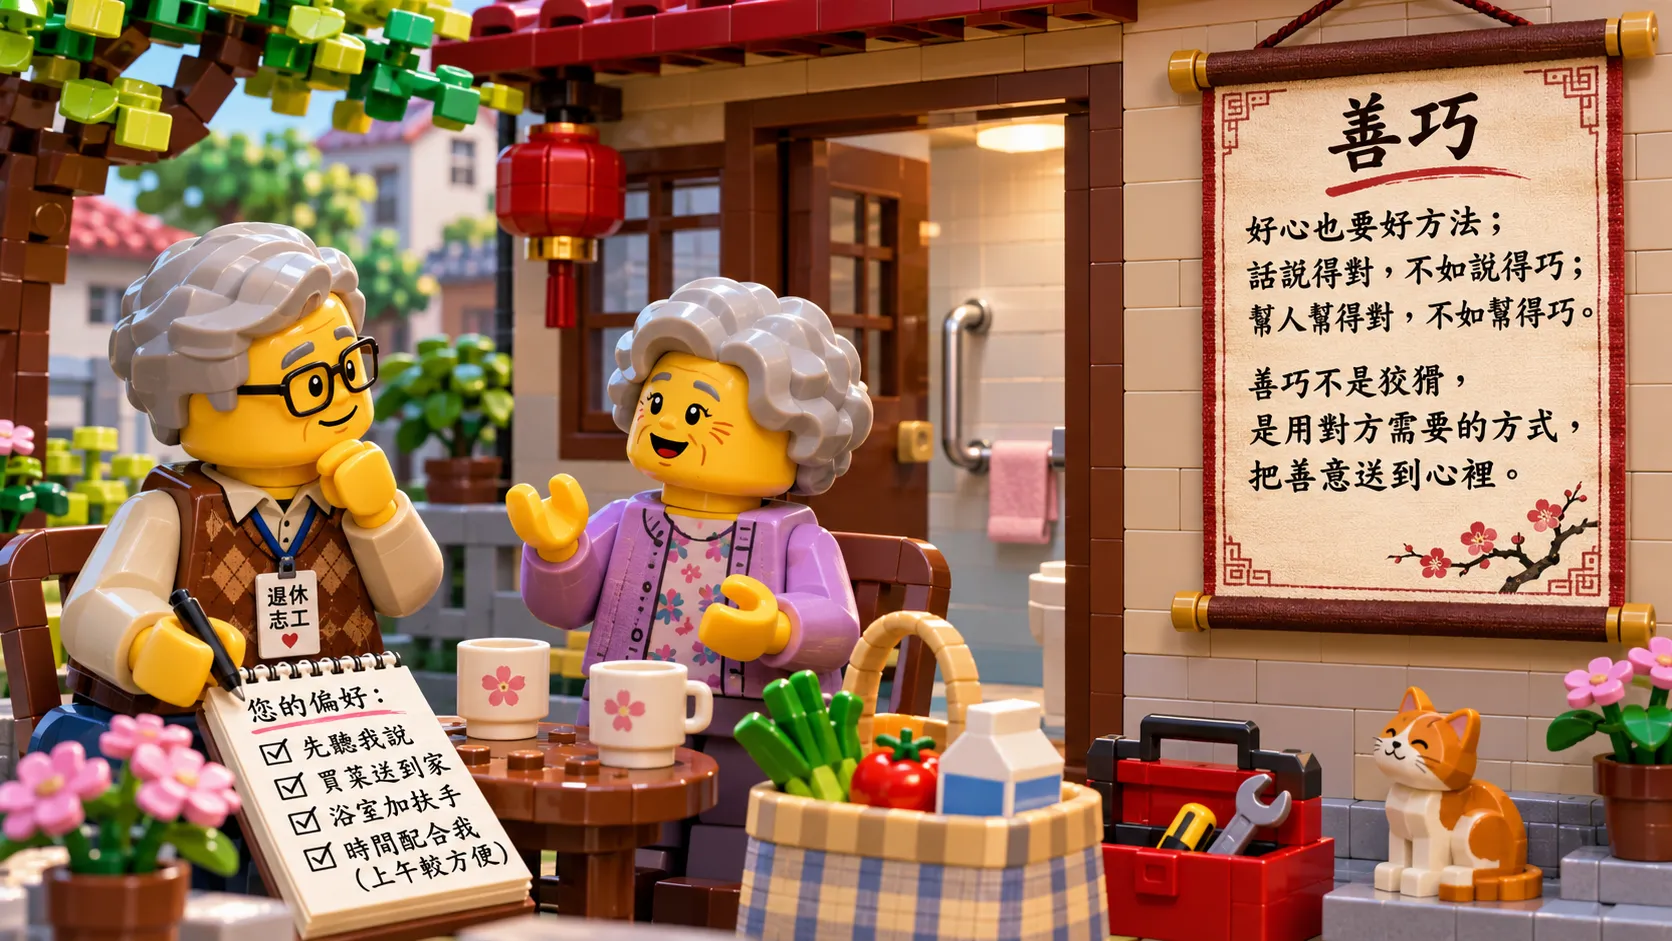 善巧
好心也要好方法；
話說得對，不如說得巧；
幫人幫得對，不如幫得巧。
善巧不是狡猾，
是用對方需要的方式，
把善意送到心裡。
退休
志工
您的偏好：
先聽我說
買菜送到家
浴室加扶手
時間配合我
（上午較方便）